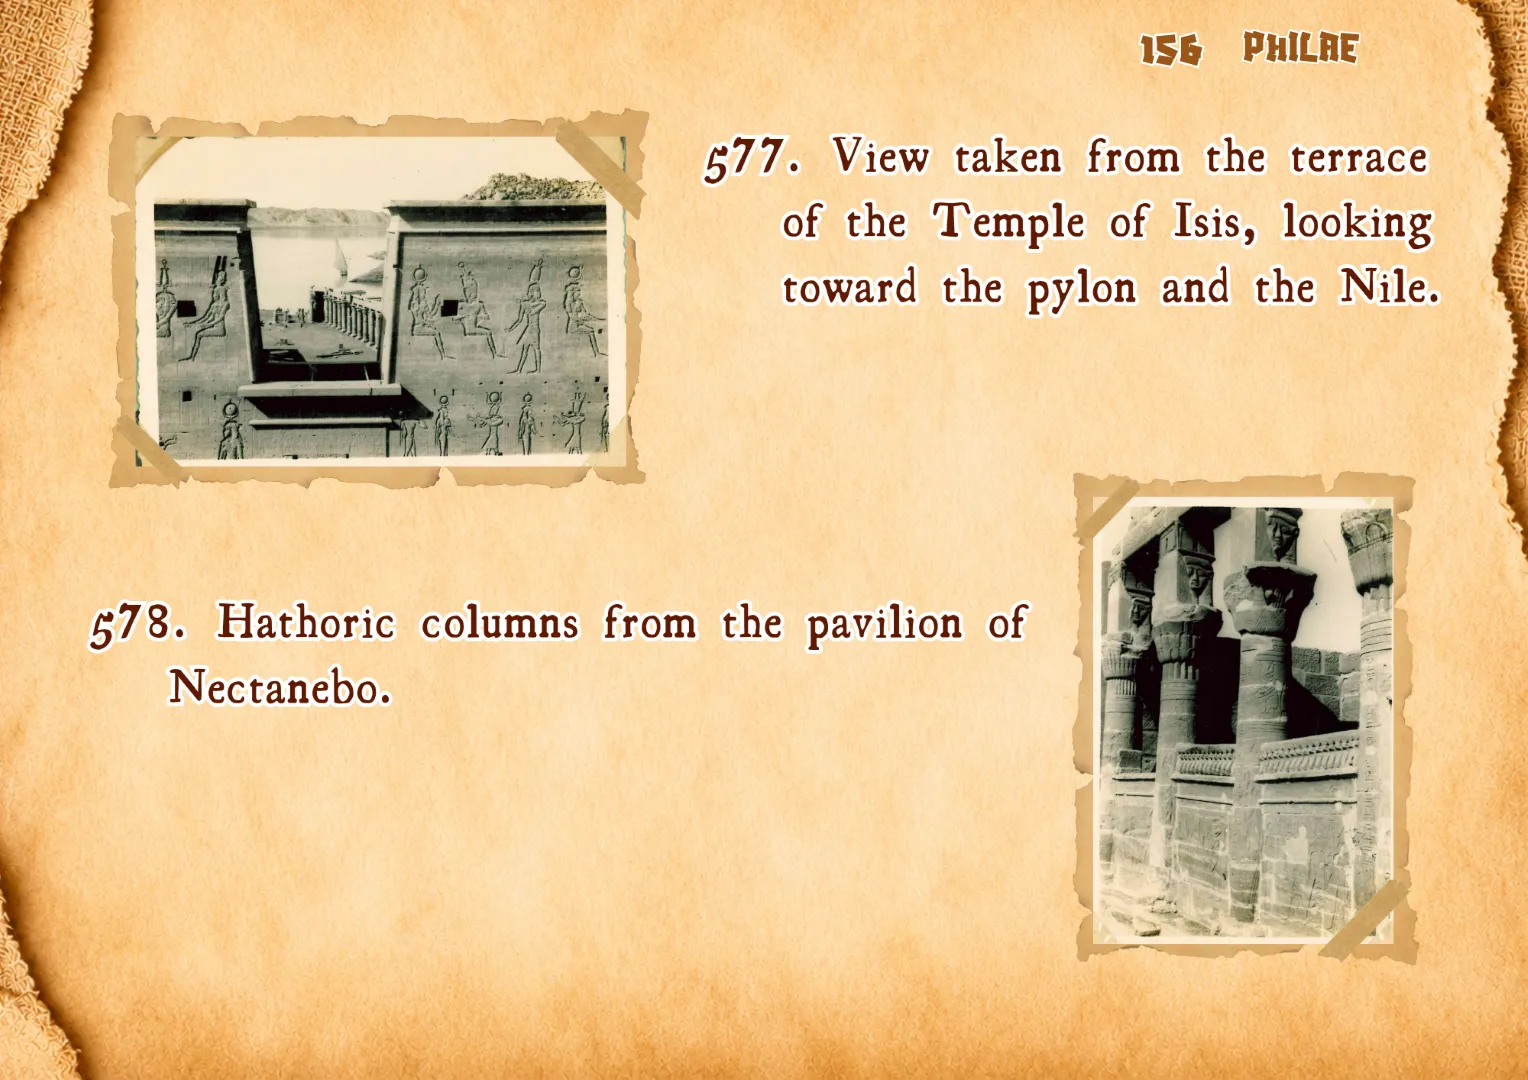 156 PHILAE
577. View taken from the terrace
of the Temple of Isis, looking
toward the pylon and the Nile.
578. Hathoric columns from the pavilion of
Nectanebo.